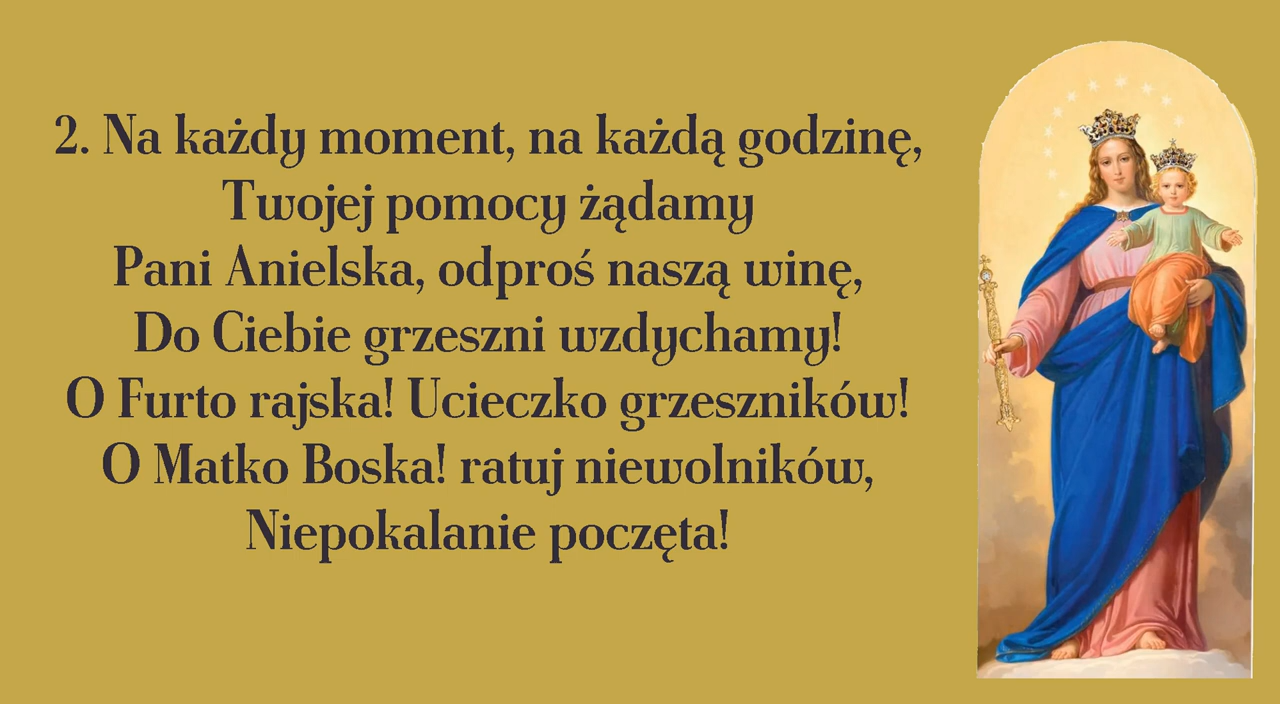 2. Na każdy moment, na każdą godzinę,
Twojej pomocy żądamy
Pani Anielska, odproś naszą winę,
Do Ciebie grzeszni wzdychamy!
O Furto rajska! Ucieczko grzeszników!
O Matko Boska! ratuj niewolników,
Niepokalanie poczęta!